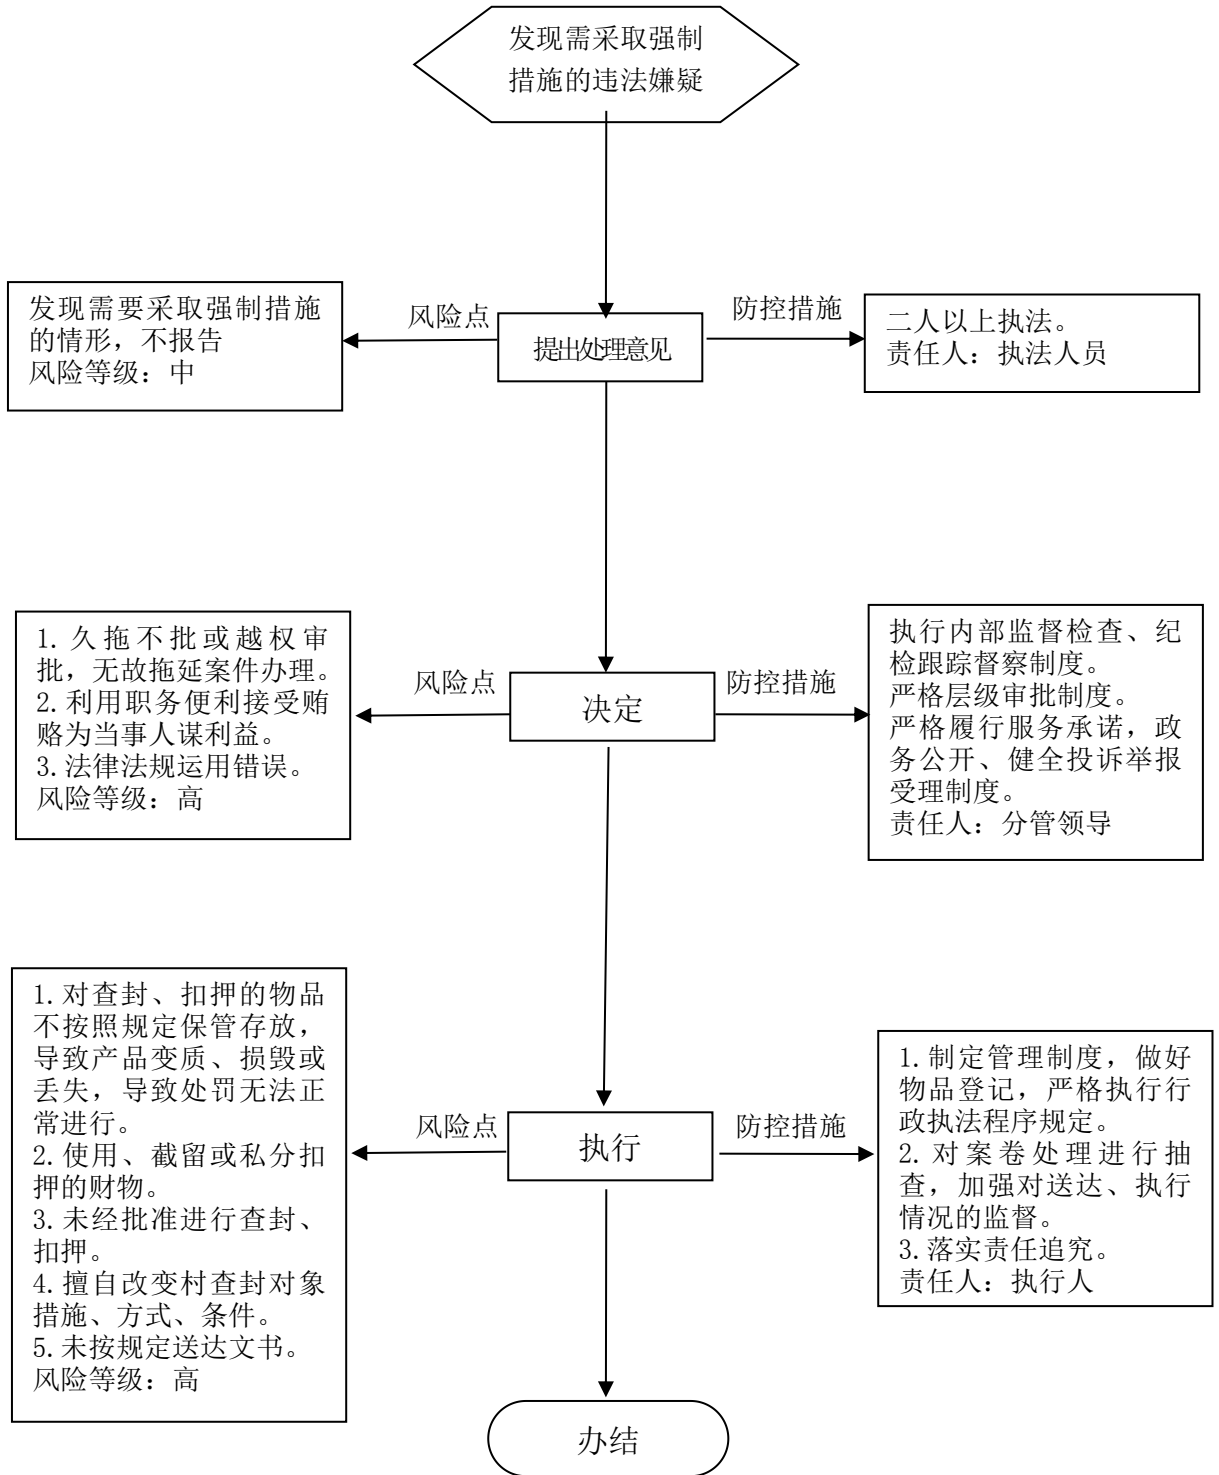 发现需采取强制
措施的违法嫌疑
风险点
防控措施
发现需要采取强制措施
的情形，不报告
风险等级：中
提出处理意见
二人以上执法。
责任人：执法人员
1. 久拖不批或越权审
批，无故拖延案件办理。
2.利用职务便利接受贿
赂为当事人谋利益。
3.法律法规运用错误。
风险等级：高
风险点
决定
防控措施
执行内部监督检查、纪
检跟踪督察制度。
严格层级审批制度。
严格履行服务承诺，政
务公开、健全投诉举报
受理制度。
责任人：分管领导
1.对查封、扣押的物品
不按照规定保管存放，
导致产品变质、损毁或
丢失，导致处罚无法正
常进行。
2.使用、截留或私分扣
押的财物。
3.未经批准进行查封、
扣押。
4.擅自改变村查封对象
措施、方式、条件。
5.未按规定送达文书。
风险等级：高
风险点
执行
防控措施
1.制定管理制度，做好
物品登记，严格执行行
政执法程序规定。
2.对案卷处理进行抽
查，加强对送达、执行
情况的监督。
3.落实责任追究。
责任人：执行人
办结